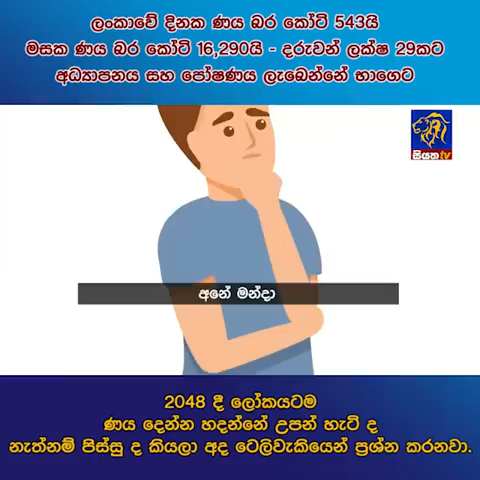 ලංකාවේ දිනක ණය බර කෝටි 543යි
මසක ණය බර කෝටි 16,290යි - දරුවන් ලක්ෂ 29කට
අධ්‍යාපනය සහ පෝෂණය ලැබෙන්නේ භාගෙට
සියත tv
අනේ මන්දා
2048 දී ලෝකයටම
ණය දෙන්න හදන්නේ උපන් හැටි ද
නැත්නම් පිස්සු ද කියලා අද ටෙලිවැකියෙන් ප්‍රශ්න කරනවා.